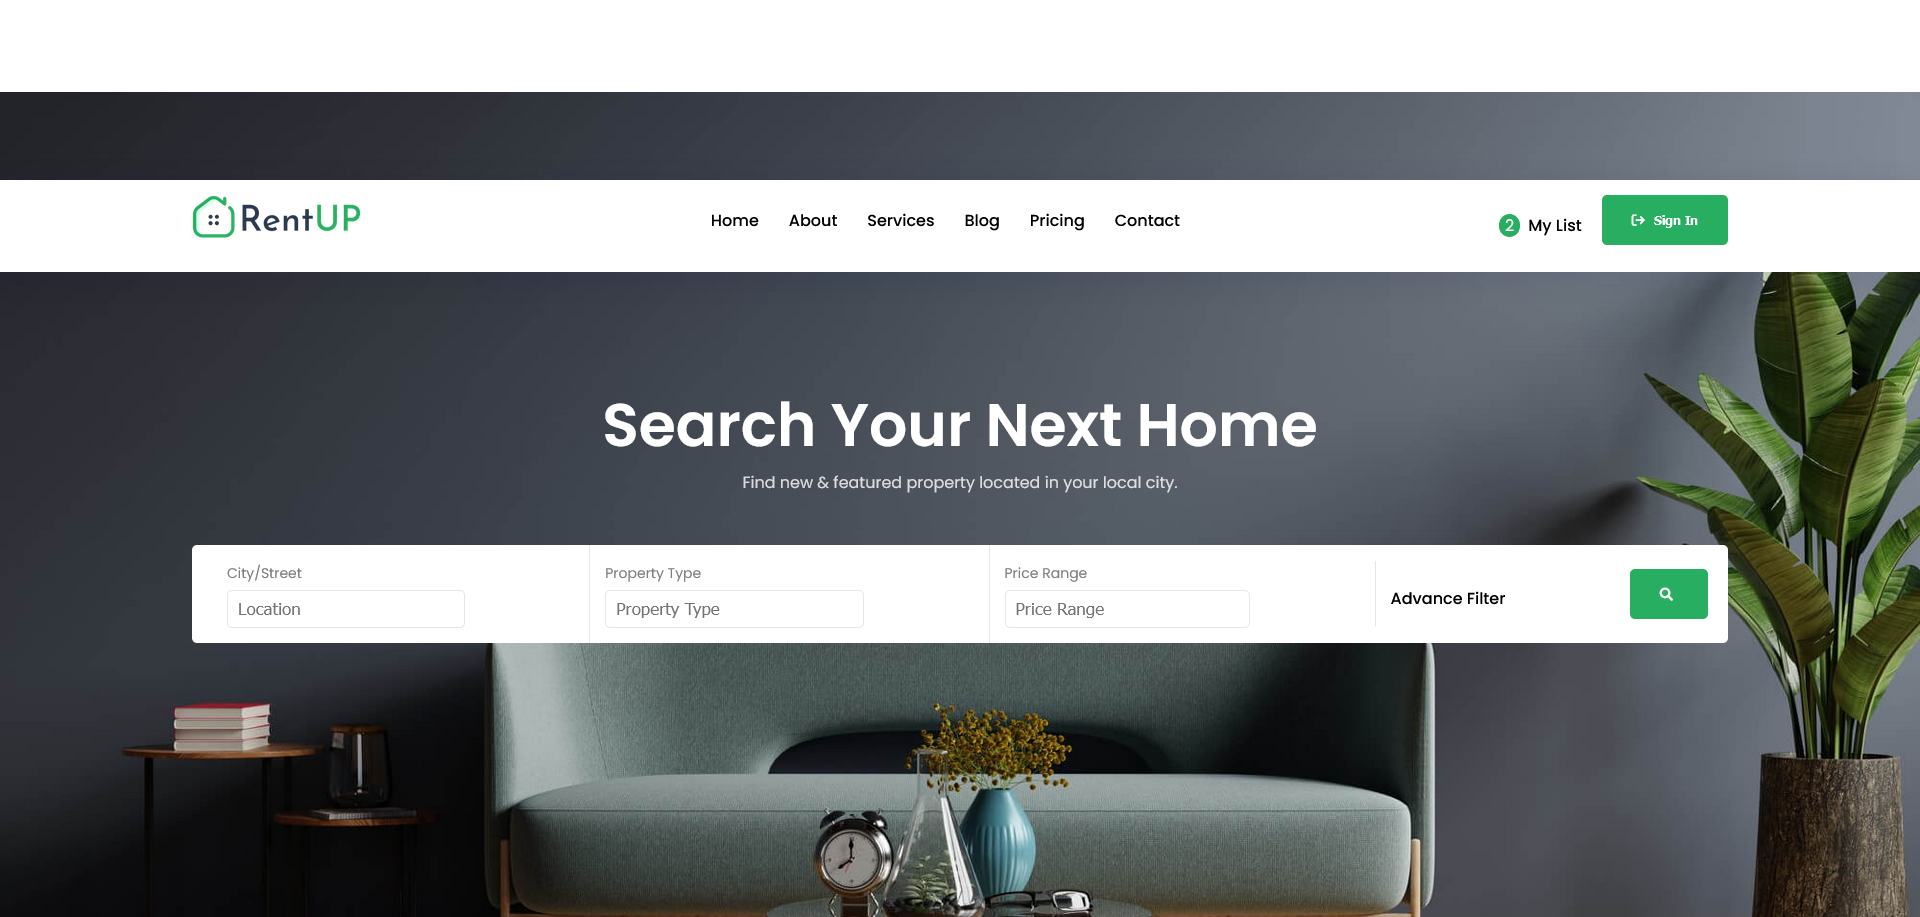 RentUP
Home About Services Blog Pricing Contact
2 My List
Sign In
Search Your Next Home
Find new & featured property located in your local city.
City/Street
Location
Property Type
Property Type
Price Range
Price Range
Advance Filter